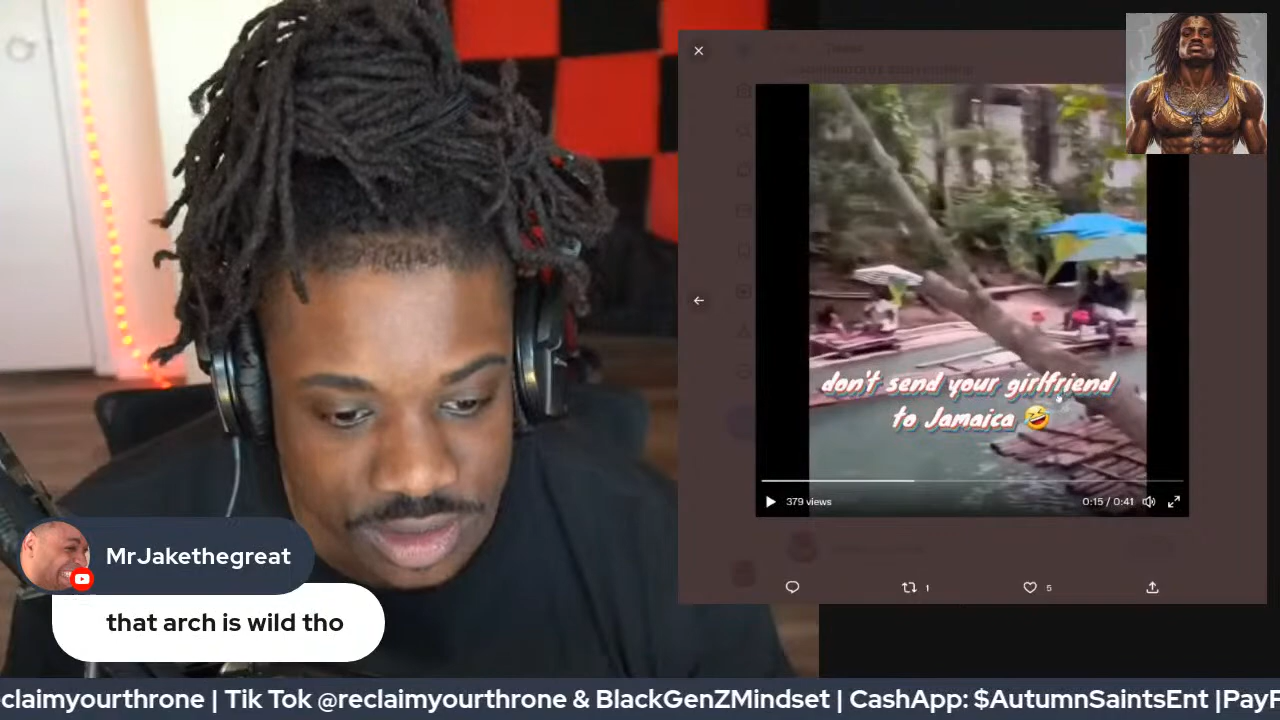 don't send your girlfriend
to Jamaica 🤣
379 views
0:15 / 0:41
1
5
MrJakethegreat
that arch is wild tho
claimyourthrone | Tik Tok @reclaimyourthrone & BlackGenZMindset | CashApp: $AutumnSaintsEnt |PayP